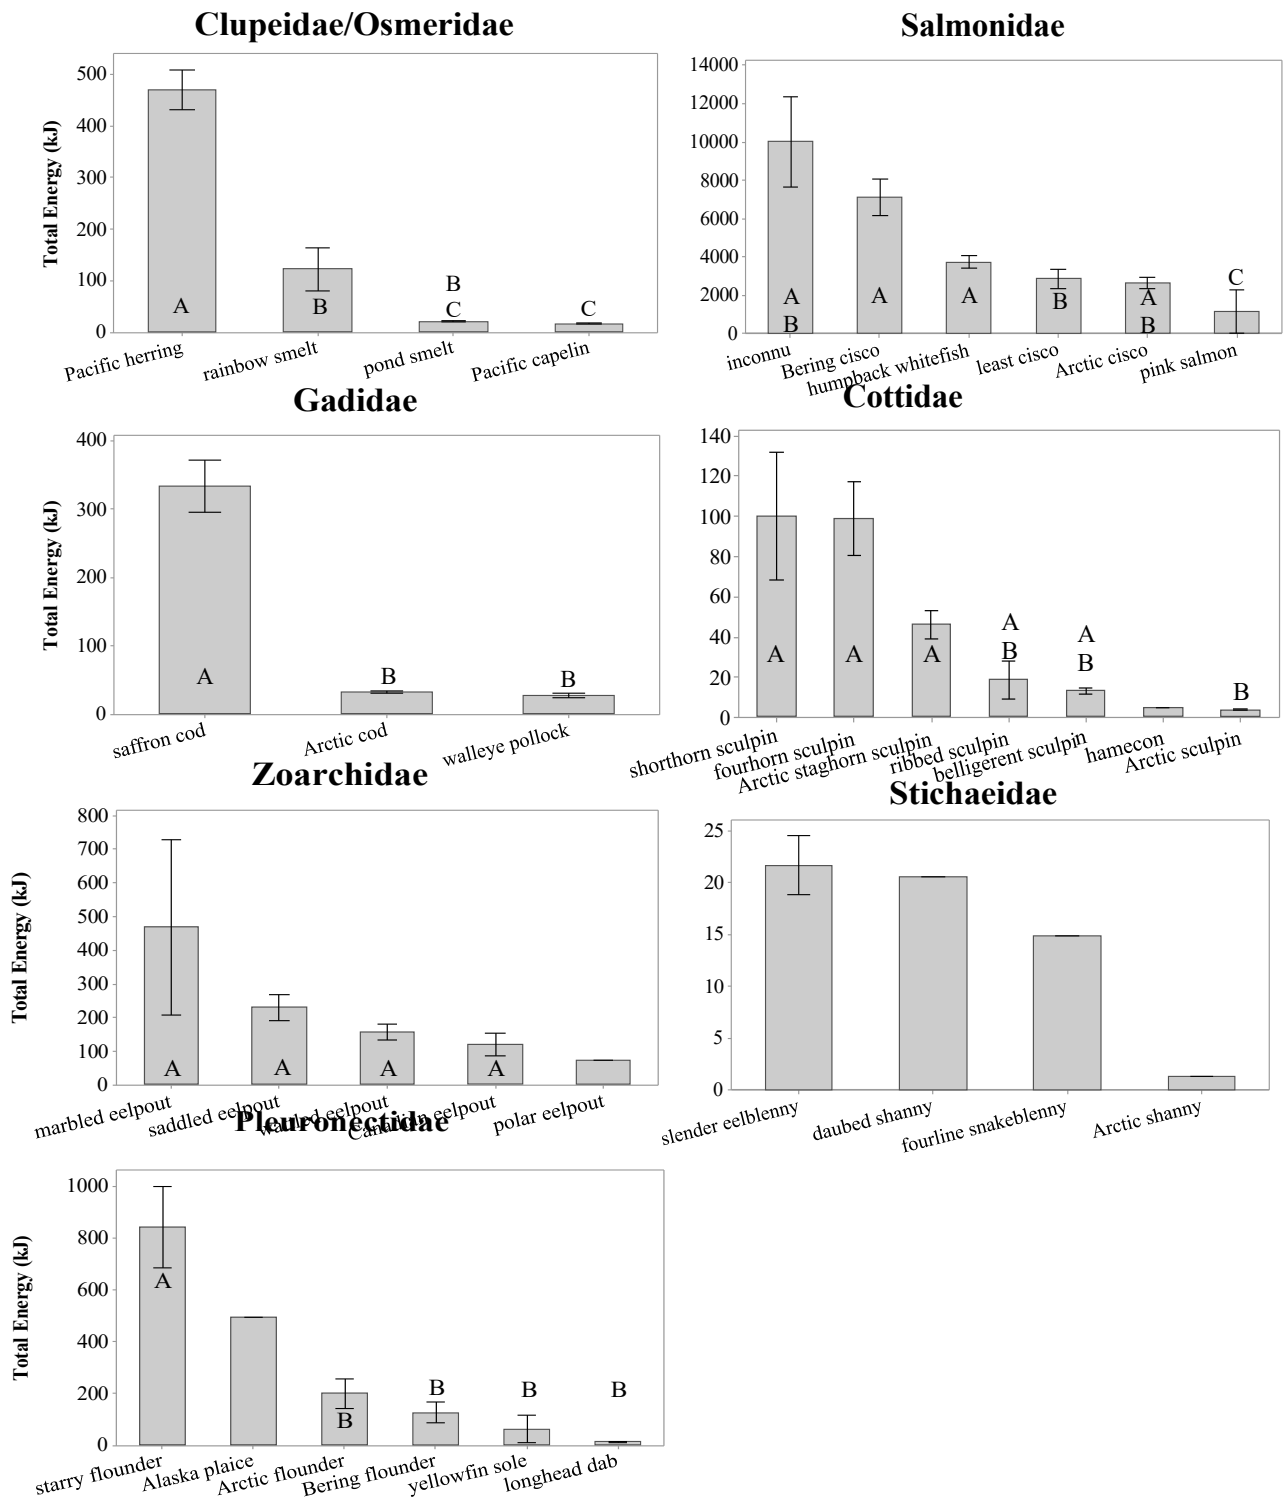 Clupeidae/Osmeridae
Total Energy (kJ)
500
400
300
200
100
0
A
B
B
C
C
Pacific herring
rainbow smelt
pond smelt
Pacific capelin
Salmonidae
14000
12000
10000
8000
6000
4000
2000
0
A
B
A
A
B
A
B
C
inconnu
Bering cisco
humpback whitefish
least cisco
Arctic cisco
pink salmon
Gadidae
Total Energy (kJ)
400
300
200
100
0
A
B
B
saffron cod
Arctic cod
walleye pollock
Cottidae
140
120
100
80
60
40
20
0
A
A
A
A
B
A
B
B
shorthorn sculpin
fourhorn sculpin
Arctic staghorn sculpin
ribbed sculpin
belligerent sculpin
hamecon
Arctic sculpin
Zoarchidae
Total Energy (kJ)
800
700
600
500
400
300
200
100
0
A
A
A
A
marbled eelpout
saddled eelpout
wattled eelpout
Canadian eelpout
polar eelpout
Stichaeidae
25
20
15
10
5
0
slender eelblenny
daubed shanny
fourline snakeblenny
Arctic shanny
Pleuronectidae
Total Energy (kJ)
1000
800
600
400
200
0
A
B
B
B
B
starry flounder
Alaska plaice
Arctic flounder
Bering flounder
yellowfin sole
longhead dab